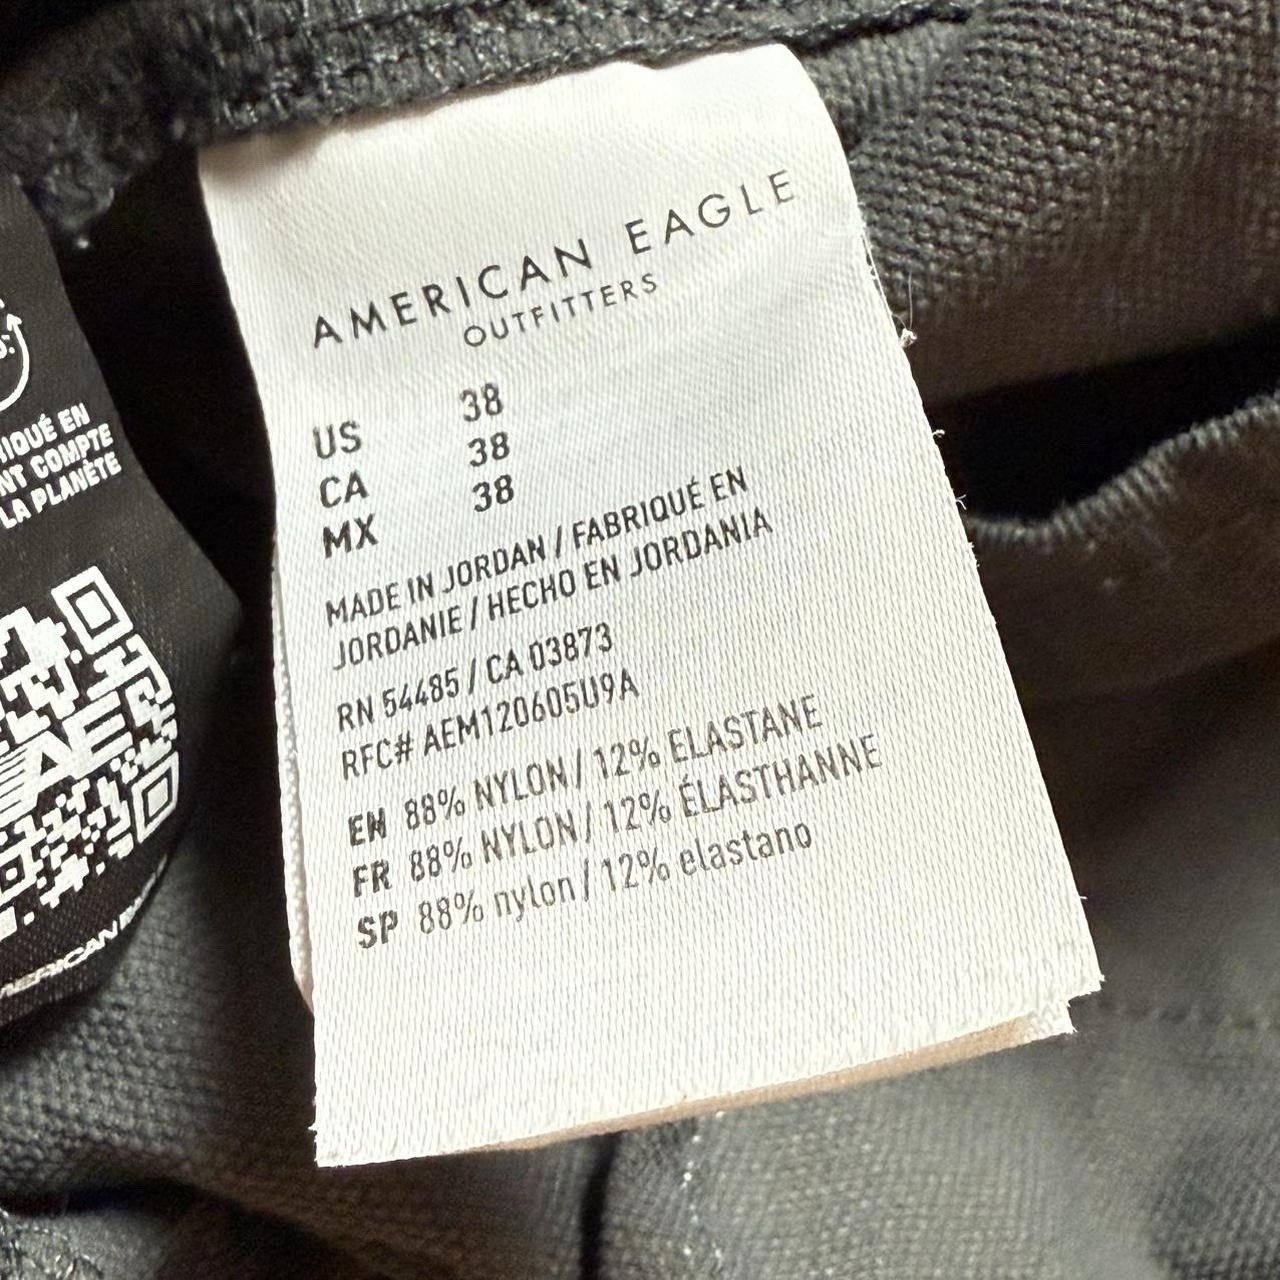 AMERICAN EAGLE
OUTFITTERS
US 38
CA 38
MX 38
MADE IN JORDAN / FABRIQUÉ EN
JORDANIE / HECHO EN JORDANIA
RN 54485 / CA 03873
RFC# AEM120605U9A
EN 88% NYLON / 12% ELASTANE
FR 88% NYLON / 12% ÉLASTHANNE
SP 88% nylon / 12% elastano
EN
COMPTE
LA PLANÈTE
AE